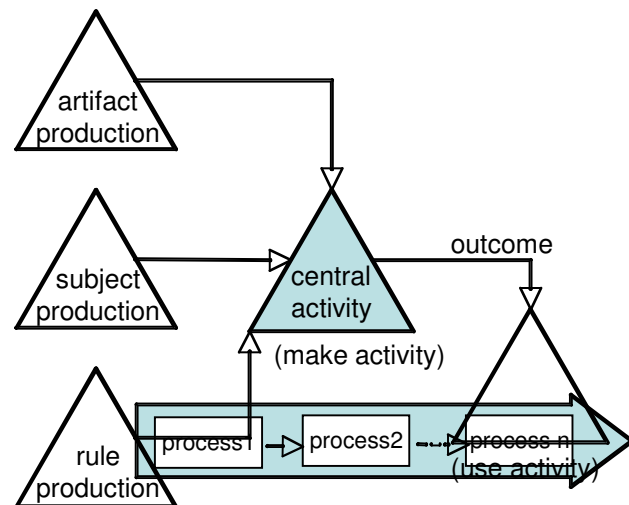 artifact
production
subject
production
central
activity
outcome
(make activity)
rule
production
process1
process2
process n
(use activity)